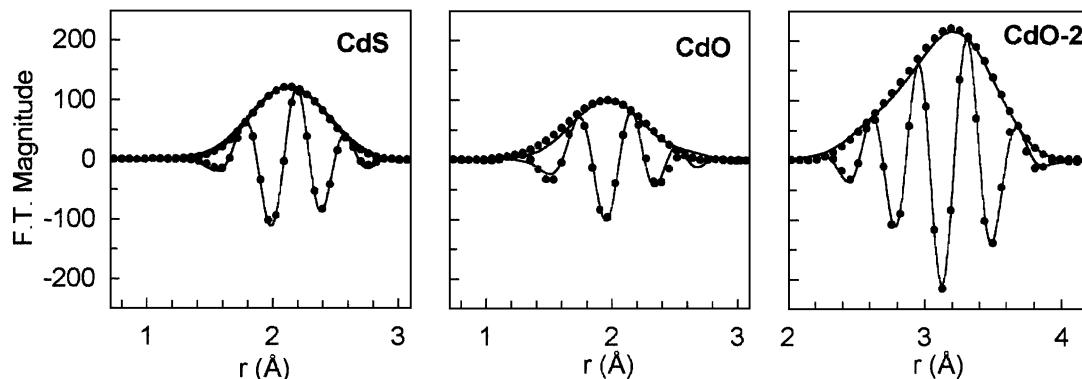 F.T. Magnitude
200
100
0
-100
-200
CdS
1 2 3
r (Å)
CdO
1 2 3
r (Å)
CdO-2
2 3 4
r (Å)